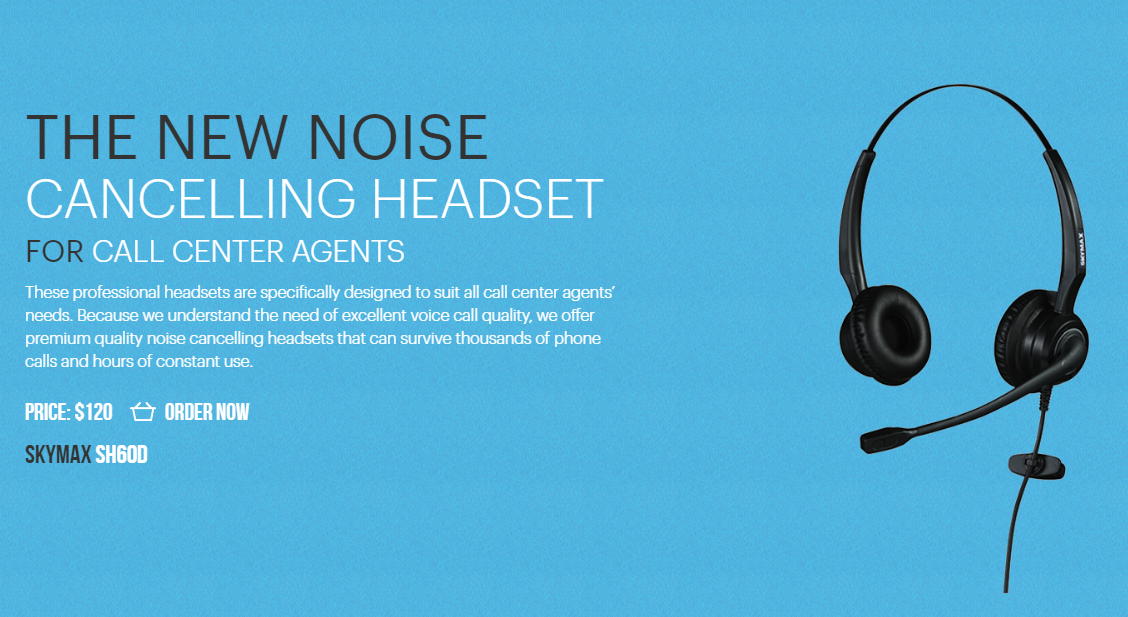 THE NEW NOISE
CANCELLING HEADSET
FOR CALL CENTER AGENTS
These professional headsets are specifically designed to suit all call center agents’
needs. Because we understand the need of excellent voice call quality, we offer
premium quality noise cancelling headsets that can survive thousands of phone
calls and hours of constant use.
PRICE: $120 ORDER NOW
SKYMAX SH60D
SKYMAX